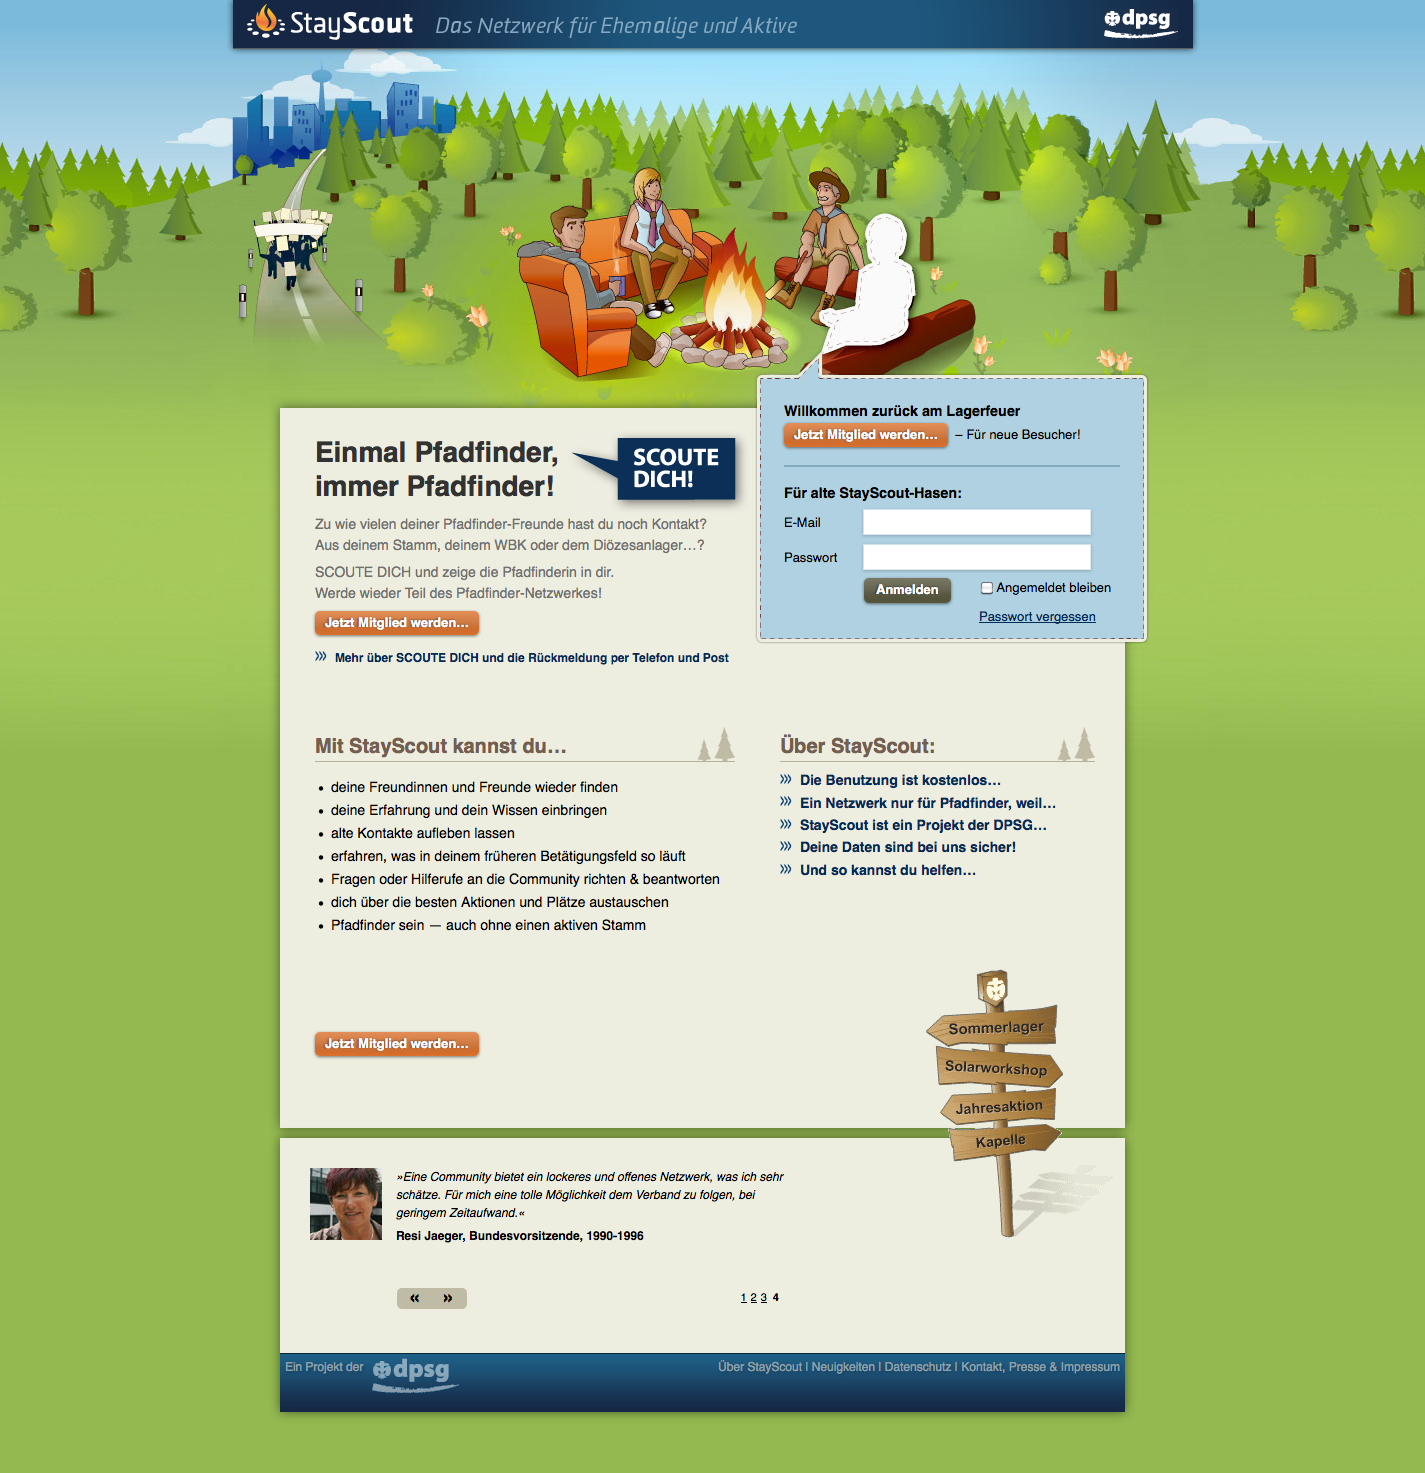 StayScout Das Netzwerk für Ehemalige und Aktive dpsg
Willkommen zurück am Lagerfeuer
Jetzt Mitglied werden... – Für neue Besucher!
Für alte StayScout-Hasen:
E-Mail
Passwort
Anmelden Angemeldet bleiben
Passwort vergessen
Einmal Pfadfinder,
immer Pfadfinder!
SCOUTE
DICH!
Zu wie vielen deiner Pfadfinder-Freunde hast du noch Kontakt?
Aus deinem Stamm, deinem WBK oder dem Diözesanlager…?
SCOUTE DICH und zeige die Pfadfinderin in dir.
Werde wieder Teil des Pfadfinder-Netzwerkes!
Jetzt Mitglied werden...
Mehr über SCOUTE DICH und die Rückmeldung per Telefon und Post
Mit StayScout kannst du…
• deine Freundinnen und Freunde wieder finden
• deine Erfahrung und dein Wissen einbringen
• alte Kontakte aufleben lassen
• erfahren, was in deinem früheren Betätigungsfeld so läuft
• Fragen oder Hilferufe an die Community richten & beantworten
• dich über die besten Aktionen und Plätze austauschen
• Pfadfinder sein — auch ohne einen aktiven Stamm
Jetzt Mitglied werden...
Über StayScout:
Die Benutzung ist kostenlos…
Ein Netzwerk nur für Pfadfinder, weil…
StayScout ist ein Projekt der DPSG…
Deine Daten sind bei uns sicher!
Und so kannst du helfen…
Sommerlager
Solarworkshop
Jahresaktion
Kapelle
»Eine Community bietet ein lockeres und offenes Netzwerk, was ich sehr
schätze. Für mich eine tolle Möglichkeit dem Verband zu folgen, bei
geringem Zeitaufwand.«
Resi Jaeger, Bundesvorsitzende, 1990-1996
« » 1 2 3 4
Ein Projekt der dpsg Über StayScout | Neuigkeiten | Datenschutz | Kontakt, Presse & Impressum